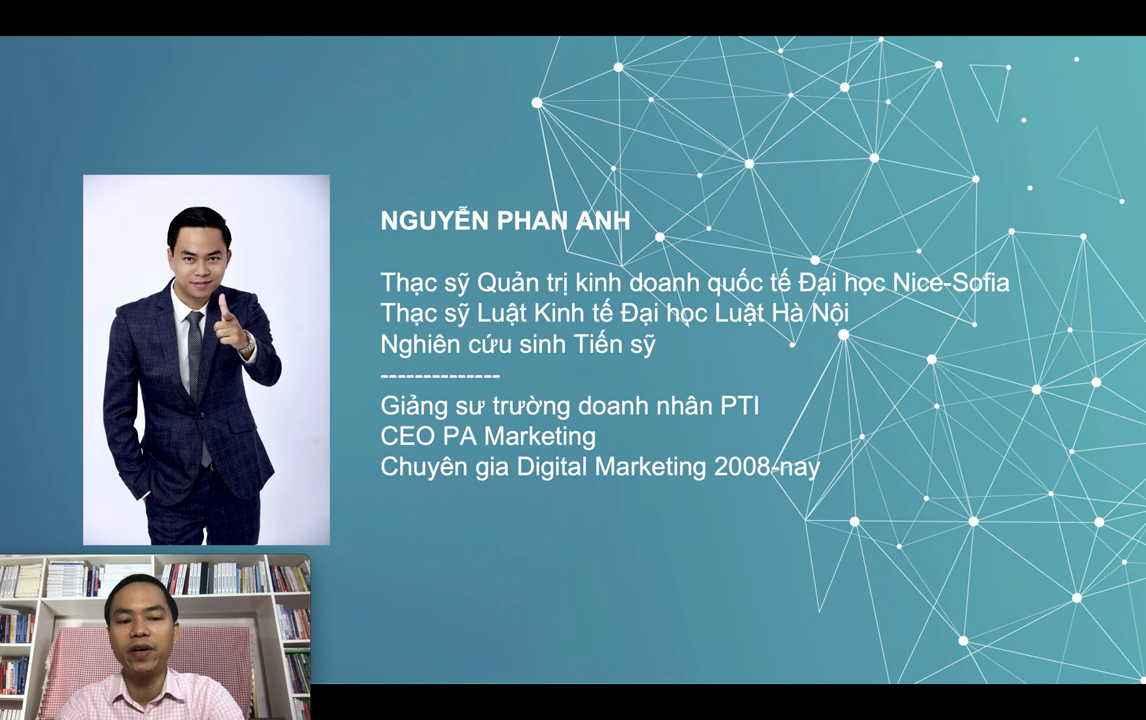 NGUYỄN PHAN ANH
Thạc sỹ Quản trị kinh doanh quốc tế Đại học Nice-Sofia
Thạc sỹ Luật Kinh tế Đại học Luật Hà Nội
Nghiên cứu sinh Tiến sỹ
--------------
Giảng sư trường doanh nhân PTI
CEO PA Marketing
Chuyên gia Digital Marketing 2008-nay